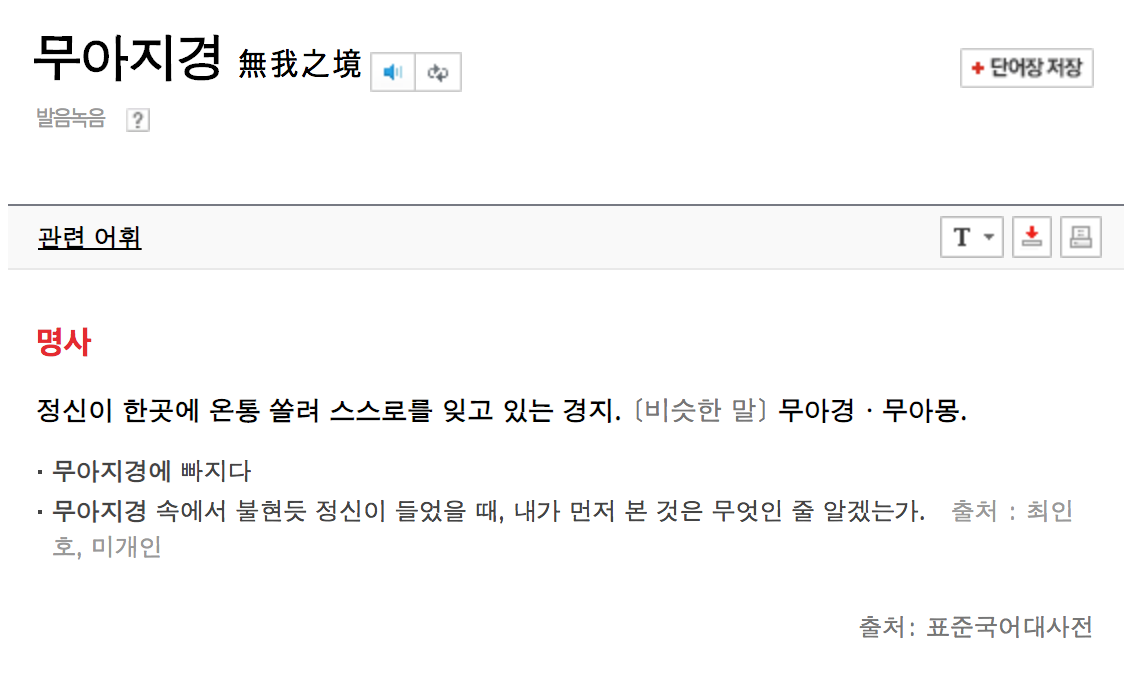 무아지경 無我之境
+ 단어장 저장
발음녹음 ?
관련 어휘
T
명사
정신이 한곳에 온통 쏠려 스스로를 잊고 있는 경지. 〔비슷한 말〕 무아경 · 무아몽.
· 무아지경에 빠지다
· 무아지경 속에서 불현듯 정신이 들었을 때, 내가 먼저 본 것은 무엇인 줄 알겠는가. 출처 : 최인
호, 미개인
출처: 표준국어대사전